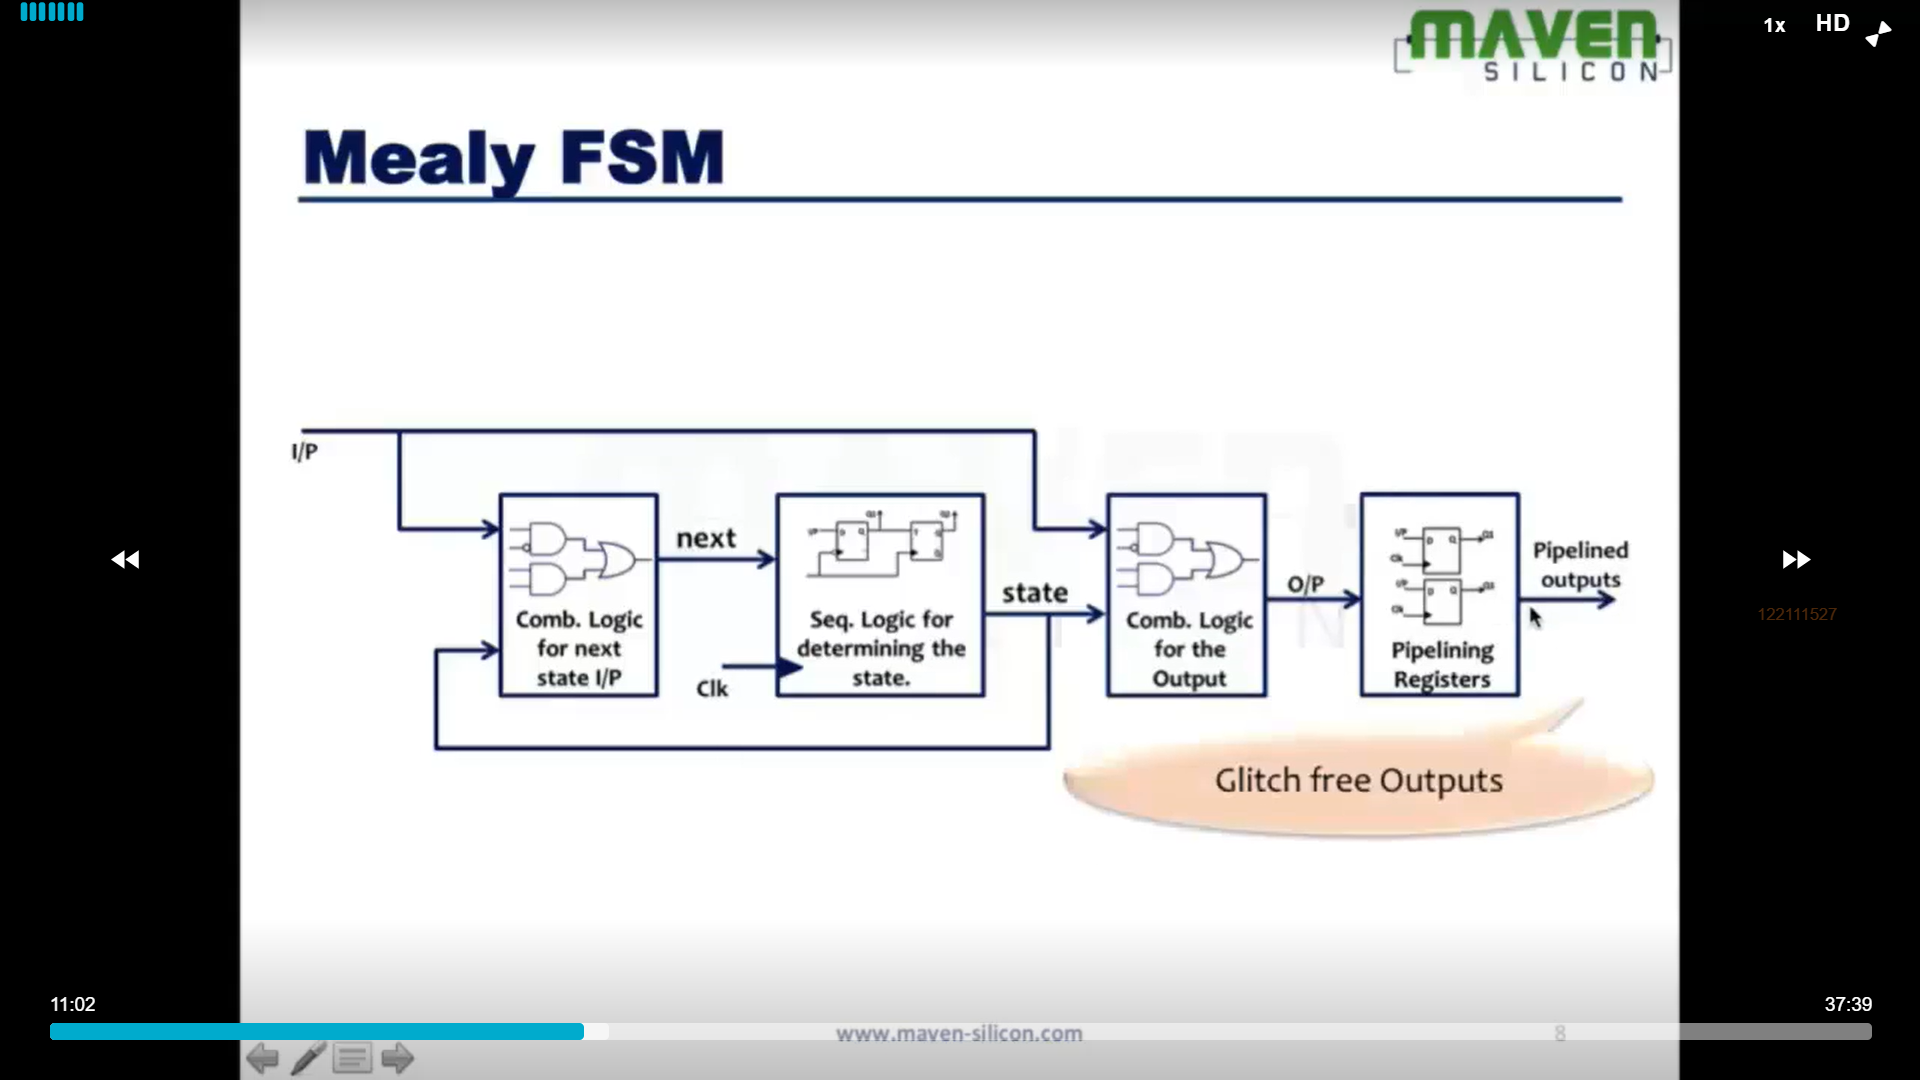 1x HD
MAVEN
SILICON
Mealy FSM
I/P
next
state
Clk
O/P
Comb. Logic
for next
state I/P
Seq. Logic for
determining the
state.
Comb. Logic
for the
Output
Pipelining
Registers
Pipelined
outputs
122111527
Glitch free Outputs
11:02
37:39
www.maven-silicon.com
8